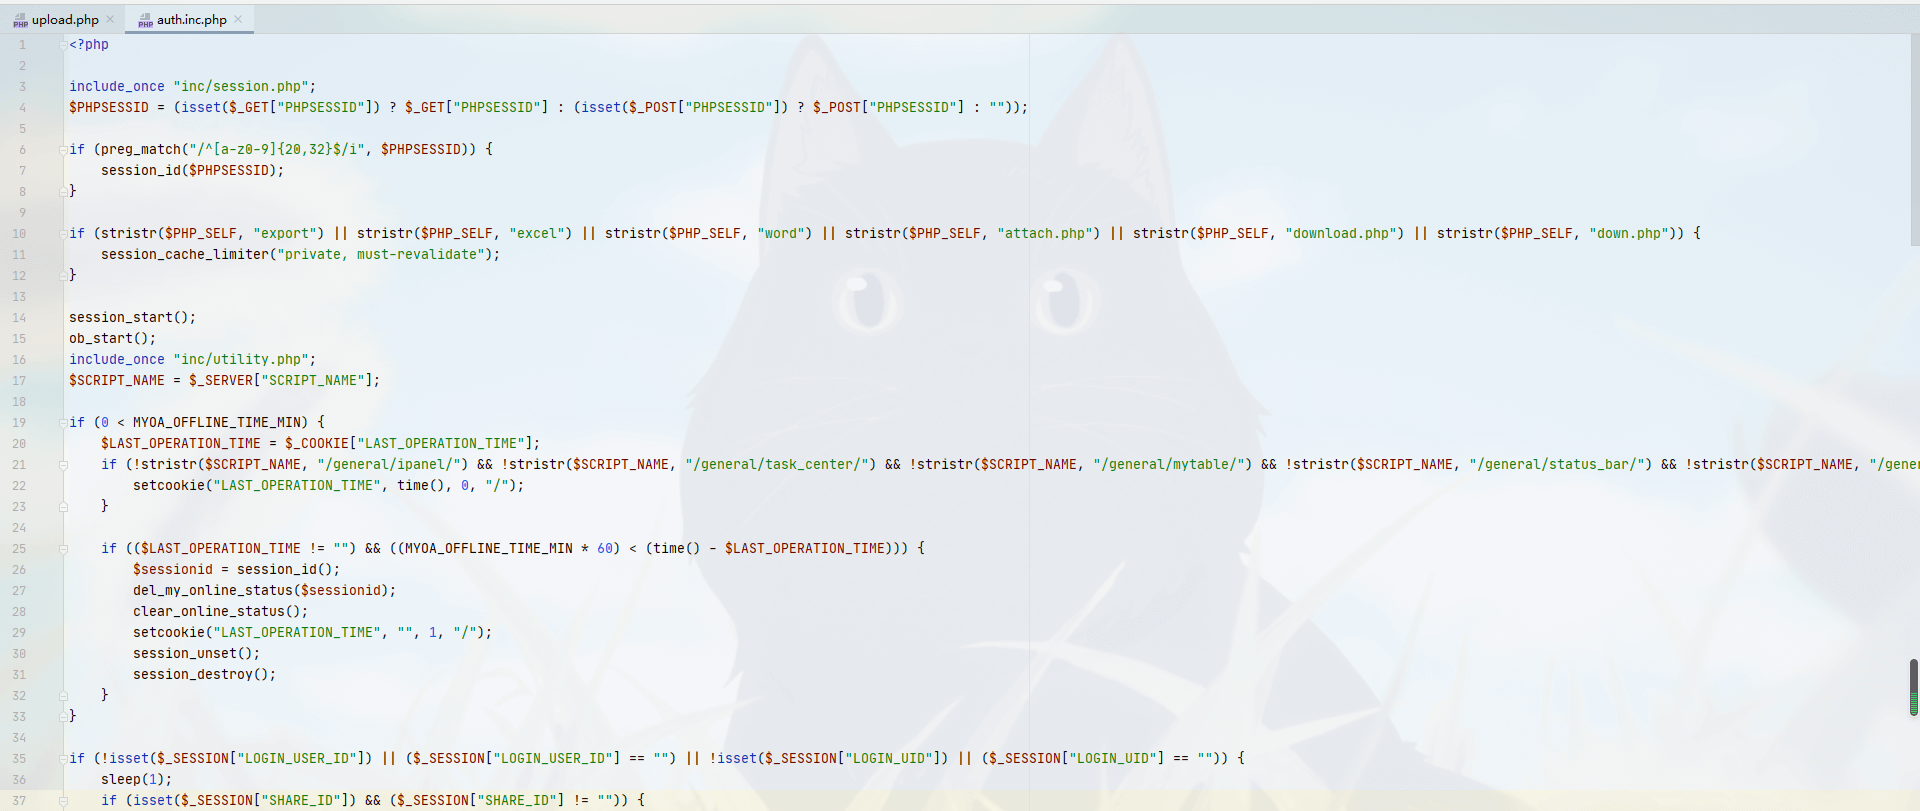 upload.php
auth.inc.php
1 <?php
2
3 include_once "inc/session.php";
4 $PHPSESSID = (isset($_GET["PHPSESSID"]) ? $_GET["PHPSESSID"] : (isset($_POST["PHPSESSID"]) ? $_POST["PHPSESSID"] : ""));
5
6 if (preg_match("/^[a-z0-9]{20,32}$/i", $PHPSESSID)) {
7     session_id($PHPSESSID);
8 }
9
10 if (stristr($PHP_SELF, "export") || stristr($PHP_SELF, "excel") || stristr($PHP_SELF, "word") || stristr($PHP_SELF, "attach.php") || stristr($PHP_SELF, "download.php") || stristr($PHP_SELF, "down.php")) {
11     session_cache_limiter("private, must-revalidate");
12 }
13
14 session_start();
15 ob_start();
16 include_once "inc/utility.php";
17 $SCRIPT_NAME = $_SERVER["SCRIPT_NAME"];
18
19 if (0 < MYOA_OFFLINE_TIME_MIN) {
20     $LAST_OPERATION_TIME = $_COOKIE["LAST_OPERATION_TIME"];
21     if (!stristr($SCRIPT_NAME, "/general/ipanel/") && !stristr($SCRIPT_NAME, "/general/task_center/") && !stristr($SCRIPT_NAME, "/general/mytable/") && !stristr($SCRIPT_NAME, "/general/status_bar/") && !stristr($SCRIPT_NAME, "/gener
22         setcookie("LAST_OPERATION_TIME", time(), 0, "/");
23     }
24
25     if (($LAST_OPERATION_TIME != "") && ((MYOA_OFFLINE_TIME_MIN * 60) < (time() - $LAST_OPERATION_TIME))) {
26         $sessionid = session_id();
27         del_my_online_status($sessionid);
28         clear_online_status();
29         setcookie("LAST_OPERATION_TIME", "", 1, "/");
30         session_unset();
31         session_destroy();
32     }
33 }
34
35 if (!isset($_SESSION["LOGIN_USER_ID"]) || ($_SESSION["LOGIN_USER_ID"] == "") || !isset($_SESSION["LOGIN_UID"]) || ($_SESSION["LOGIN_UID"] == "")) {
36     sleep(1);
37     if (isset($_SESSION["SHARE_ID"]) && ($_SESSION["SHARE_ID"] != "")) {